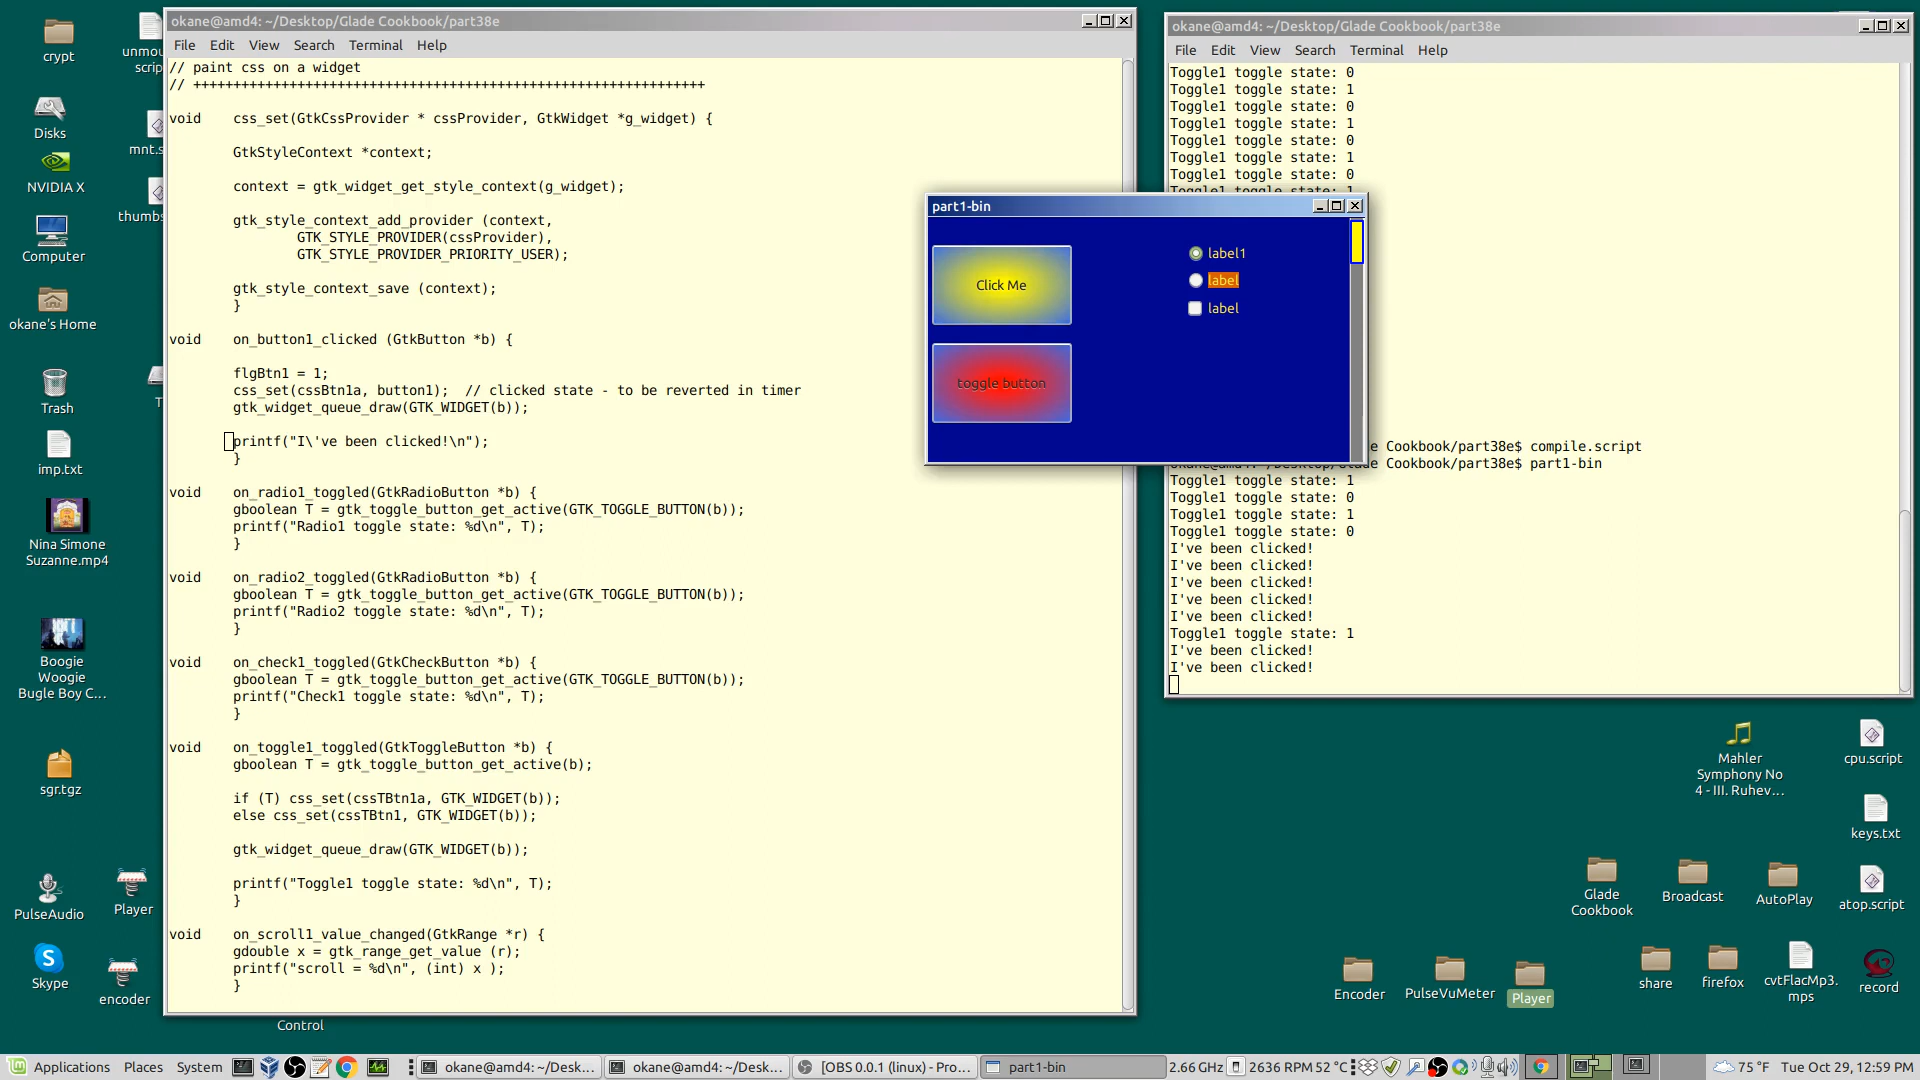 crypt
unmou
scrip
Disks
mnt.s
NVIDIA X
thumbs
Computer
okane's Home
Trash
T
imp.txt
Nina Simone
Suzanne.mp4
Boogie
Woogie
Bugle Boy C...
sgr.tgz
PulseAudio
Player
Skype
encoder
Control
okane@amd4: ~/Desktop/Glade Cookbook/part38e
File Edit View Search Terminal Help
// paint css on a widget
// ++++++++++++++++++++++++++++++++++++++++++++++++++++++++++++++++
void    css_set(GtkCssProvider * cssProvider, GtkWidget *g_widget) {
        GtkStyleContext *context;
        context = gtk_widget_get_style_context(g_widget);
        gtk_style_context_add_provider (context,
                GTK_STYLE_PROVIDER(cssProvider),
                GTK_STYLE_PROVIDER_PRIORITY_USER);
        gtk_style_context_save (context);
        }
void    on_button1_clicked (GtkButton *b) {
        flgBtn1 = 1;
        css_set(cssBtn1a, button1);  // clicked state - to be reverted in timer
        gtk_widget_queue_draw(GTK_WIDGET(b));
        printf("I\'ve been clicked!\n");
        }
void    on_radio1_toggled(GtkRadioButton *b) {
        gboolean T = gtk_toggle_button_get_active(GTK_TOGGLE_BUTTON(b));
        printf("Radio1 toggle state: %d\n", T);
        }
void    on_radio2_toggled(GtkRadioButton *b) {
        gboolean T = gtk_toggle_button_get_active(GTK_TOGGLE_BUTTON(b));
        printf("Radio2 toggle state: %d\n", T);
        }
void    on_check1_toggled(GtkCheckButton *b) {
        gboolean T = gtk_toggle_button_get_active(GTK_TOGGLE_BUTTON(b));
        printf("Check1 toggle state: %d\n", T);
        }
void    on_toggle1_toggled(GtkToggleButton *b) {
        gboolean T = gtk_toggle_button_get_active(b);
        if (T) css_set(cssTBtn1a, GTK_WIDGET(b));
        else css_set(cssTBtn1, GTK_WIDGET(b));
        gtk_widget_queue_draw(GTK_WIDGET(b));
        printf("Toggle1 toggle state: %d\n", T);
        }
void    on_scroll1_value_changed(GtkRange *r) {
        gdouble x = gtk_range_get_value (r);
        printf("scroll = %d\n", (int) x );
        }
part1-bin
Click Me
toggle button
label1
label
label
okane@amd4: ~/Desktop/Glade Cookbook/part38e
File Edit View Search Terminal Help
Toggle1 toggle state: 0
Toggle1 toggle state: 1
Toggle1 toggle state: 0
Toggle1 toggle state: 1
Toggle1 toggle state: 0
Toggle1 toggle state: 1
Toggle1 toggle state: 0
Toggle1 toggle state: 1
de Cookbook/part38e$ compile.script
okane@amd4:~/Desktop/Glade Cookbook/part38e$ part1-bin
Toggle1 toggle state: 1
Toggle1 toggle state: 0
Toggle1 toggle state: 1
Toggle1 toggle state: 0
I've been clicked!
I've been clicked!
I've been clicked!
I've been clicked!
I've been clicked!
Toggle1 toggle state: 1
I've been clicked!
I've been clicked!
Mahler
Symphony No
4 - III. Ruhev...
cpu.script
keys.txt
Glade
Cookbook
Broadcast
AutoPlay
atop.script
Encoder
PulseVuMeter
Player
share
firefox
cvtFlacMp3.
mps
record
Applications Places System
okane@amd4: ~/Desk...
okane@amd4: ~/Desk...
[OBS 0.0.1 (linux) - Pro...
part1-bin
2.66 GHz 2636 RPM 52 °C
75 °F Tue Oct 29, 12:59 PM